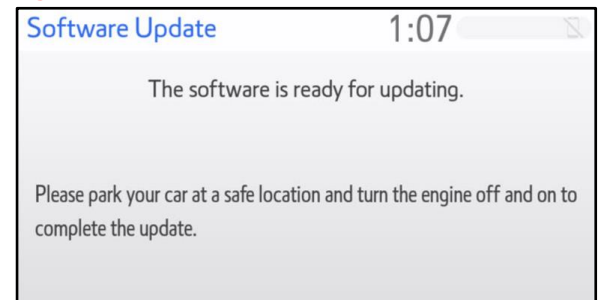 Software Update 1:07
The software is ready for updating.
Please park your car at a safe location and turn the engine off and on to
complete the update.